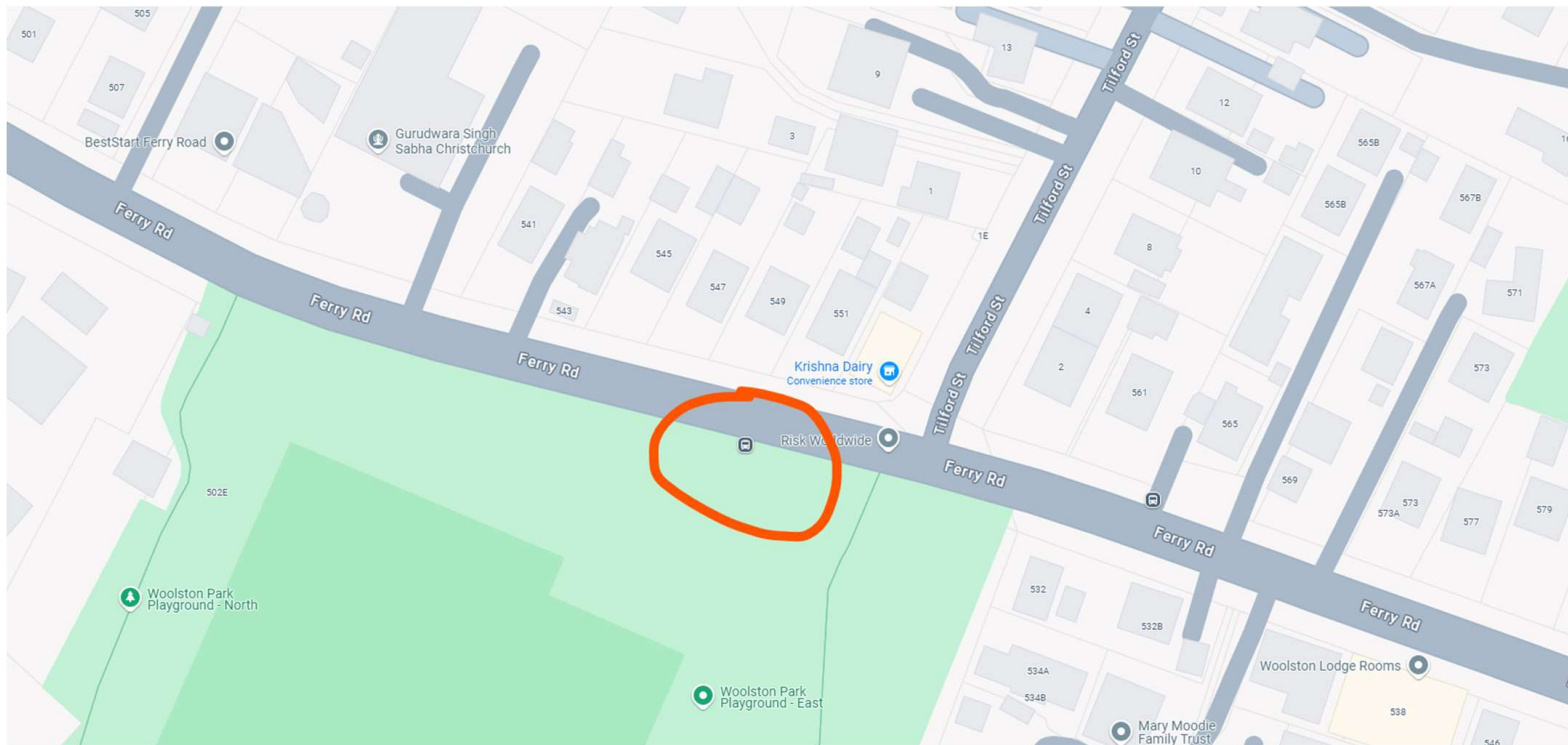 501
505
507
BestStart Ferry Road
Gurudwara Singh
Sabha Christchurch
Ferry Rd
Ferry Rd
Ferry Rd
541
543
545
547
549
551
3
9
13
1
1E
Tilford St
Tilford St
Tilford St
Tilford St
12
10
8
4
2
561
565
565B
565B
567B
567A
571
573
569
573
573A
577
579
Krishna Dairy
Convenience store
Risk Worldwide
Ferry Rd
Ferry Rd
Ferry Rd
502E
Woolston Park
Playground - North
Woolston Park
Playground - East
532
532B
534A
534B
Mary Moodie
Family Trust
Woolston Lodge Rooms
538
546